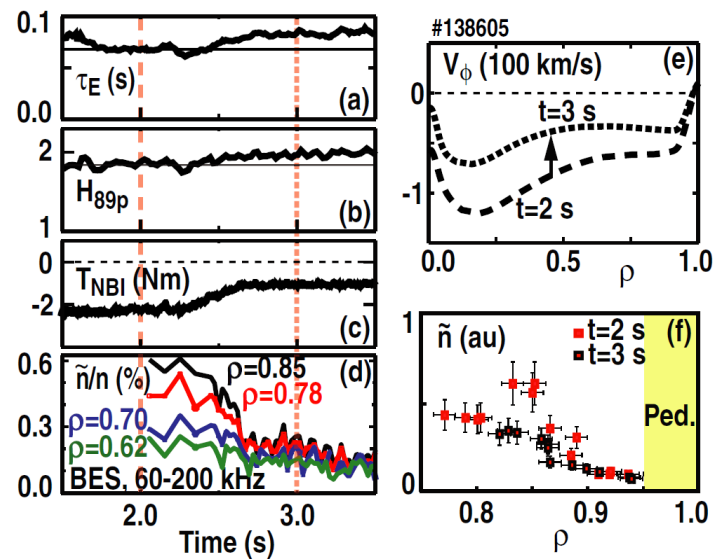 0.1
τE (s)
0.0
(a)
2
H89p
1
(b)
0
TNBI (Nm)
-2
(c)
0.6
ñ/n (%)
ρ=0.85
(d)
ρ=0.78
ρ=0.70
0.3
ρ=0.62
0.0
BES, 60-200 kHz
2.0 3.0
Time (s)
#138605
Vϕ (100 km/s) (e)
0
t=3 s
-1
t=2 s
0.0 0.5 1.0
ρ
1
ñ (au)
t=2 s
t=3 s
(f)
Ped.
0
0.8 0.9 1.0
ρ